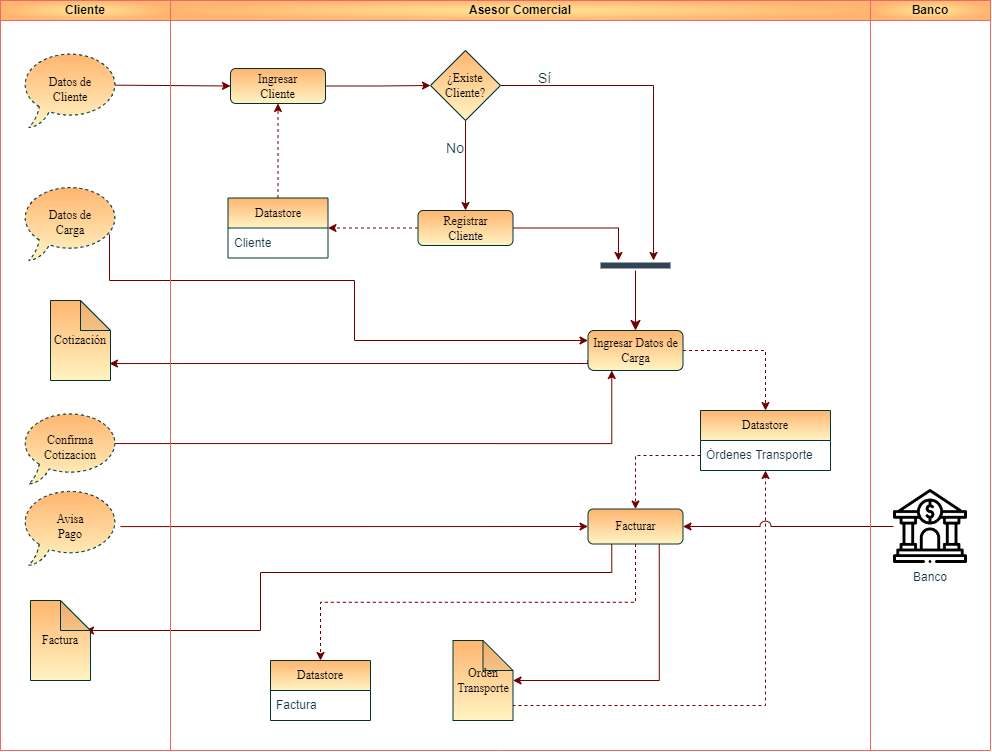 Cliente
Asesor Comercial
Banco
Datos de
Cliente
Ingresar
Cliente
¿Existe
Cliente?
Sí
No
Datos de
Carga
Datastore
Cliente
Registrar
Cliente
Cotización
Ingresar Datos de
Carga
Confirma
Cotizacion
Datastore
Órdenes Transporte
Avisa
Pago
Facturar
Banco
Factura
Datastore
Factura
Orden
Transporte